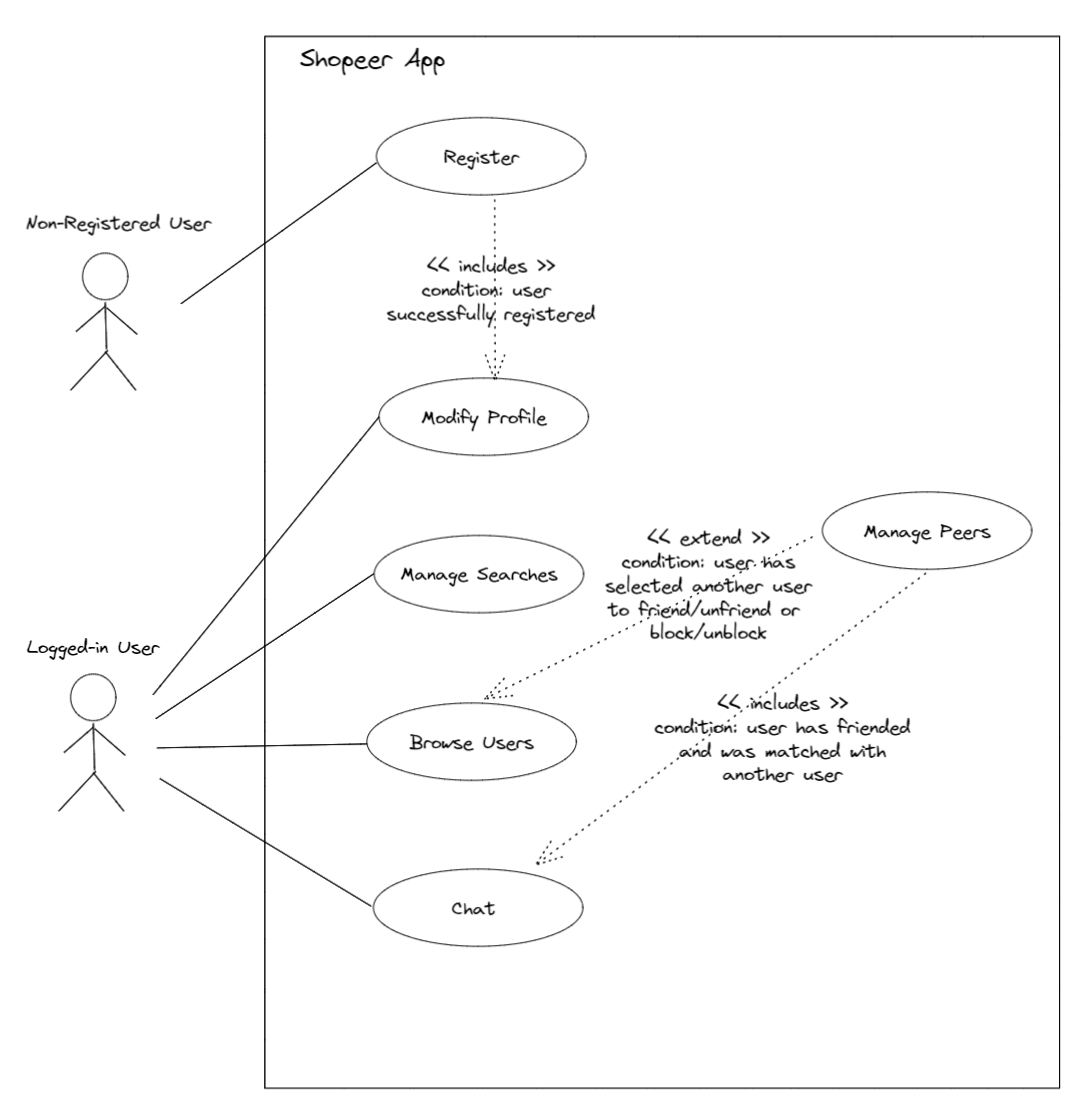 Shopeer App
Register
Non-Registered User
<< includes >>
condition: user
successfully registered
Modify Profile
Manage Peers
<< extend >>
condition: user has
selected another user
to friend/unfriend or
block/unblock
Manage Searches
Logged-in User
<< includes >>
condition: user has friended
and was matched with
another user
Browse Users
Chat